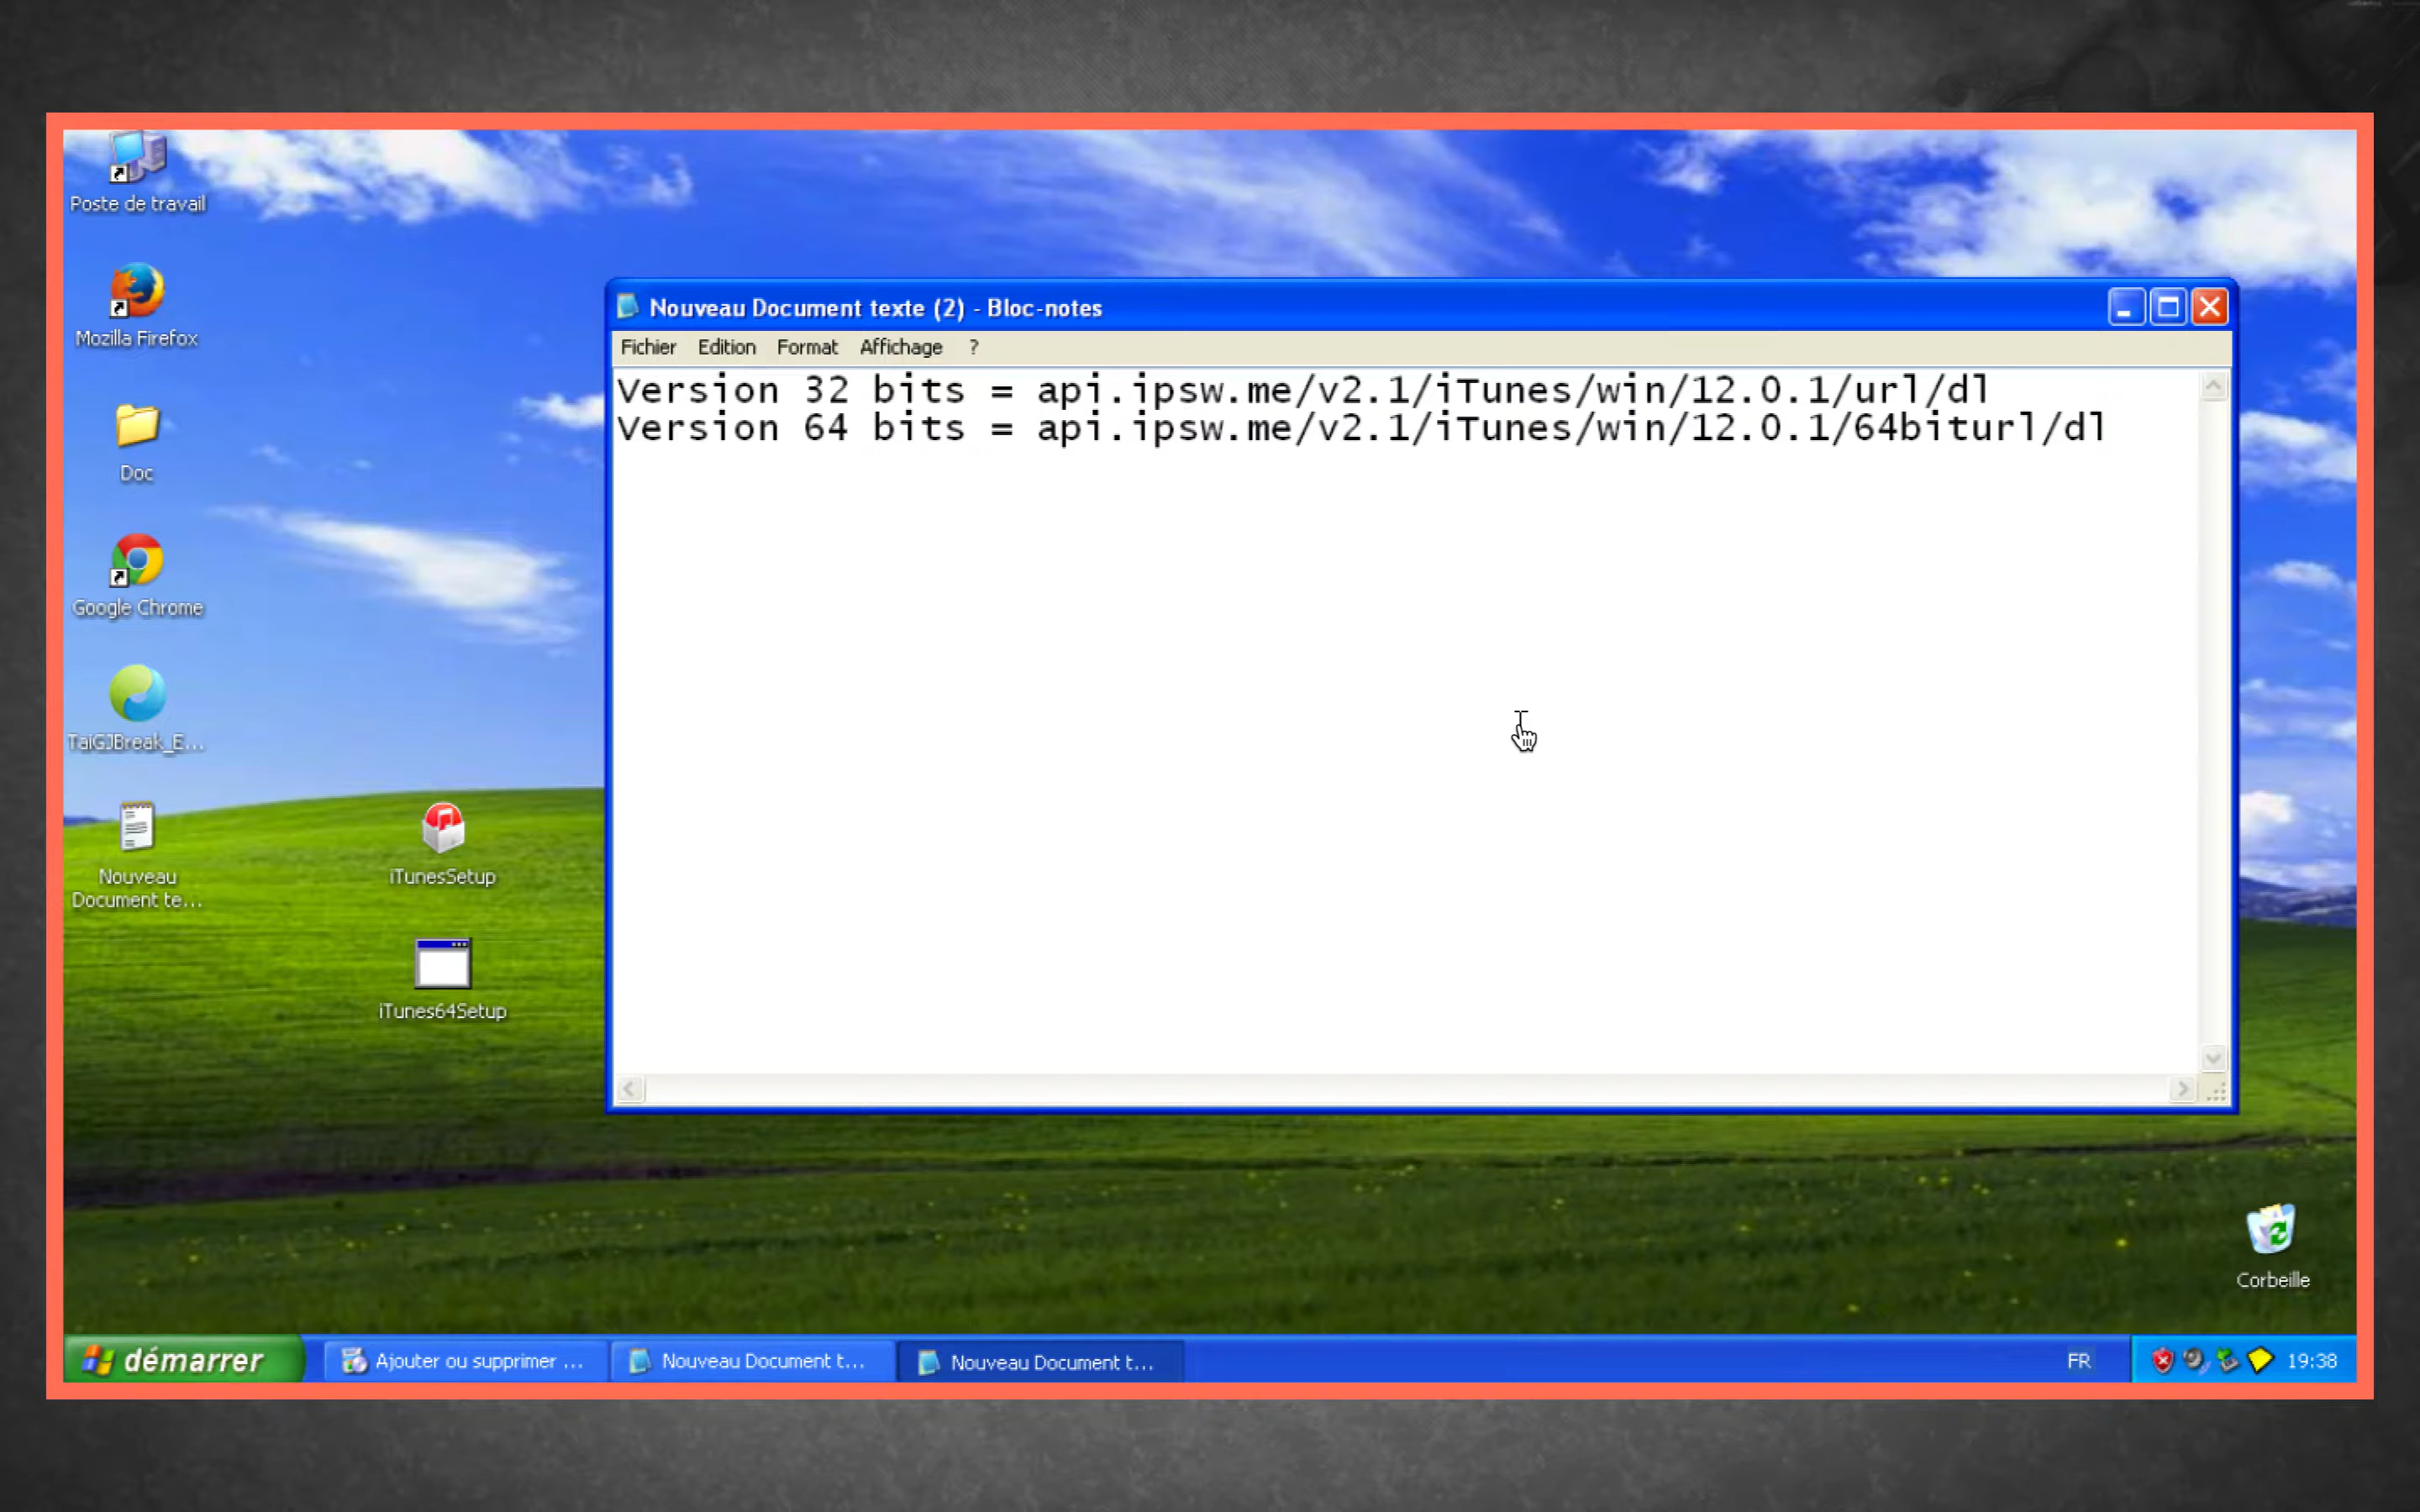 Poste de travail
Mozilla Firefox
Doc
Google Chrome
TaiGJBreak_E...
Nouveau
Document te...
iTunesSetup
iTunes64Setup
Nouveau Document texte (2) - Bloc-notes
Fichier Edition Format Affichage ?
Version 32 bits = api.ipsw.me/v2.1/iTunes/win/12.0.1/url/dl
Version 64 bits = api.ipsw.me/v2.1/iTunes/win/12.0.1/64biturl/dl
Corbeille
démarrer
Ajouter ou supprimer ...
Nouveau Document t...
Nouveau Document t...
FR
19:38